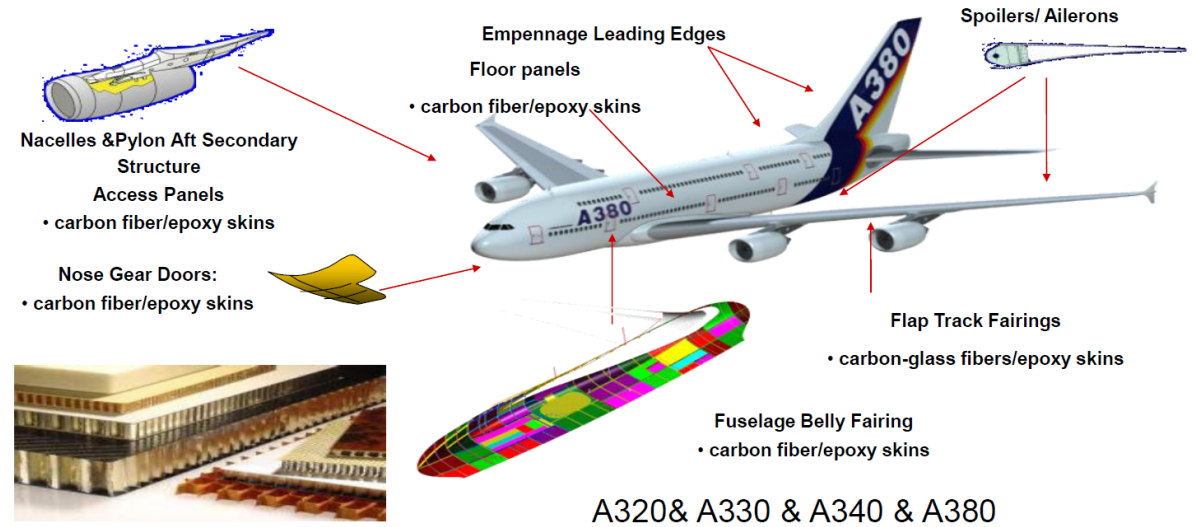 Empennage Leading Edges
Spoilers/ Ailerons
Floor panels
• carbon fiber/epoxy skins
A380
A380
Nacelles &Pylon Aft Secondary
Structure
Access Panels
• carbon fiber/epoxy skins
Nose Gear Doors:
• carbon fiber/epoxy skins
Flap Track Fairings
• carbon-glass fibers/epoxy skins
Fuselage Belly Fairing
• carbon fiber/epoxy skins
A320& A330 & A340 & A380